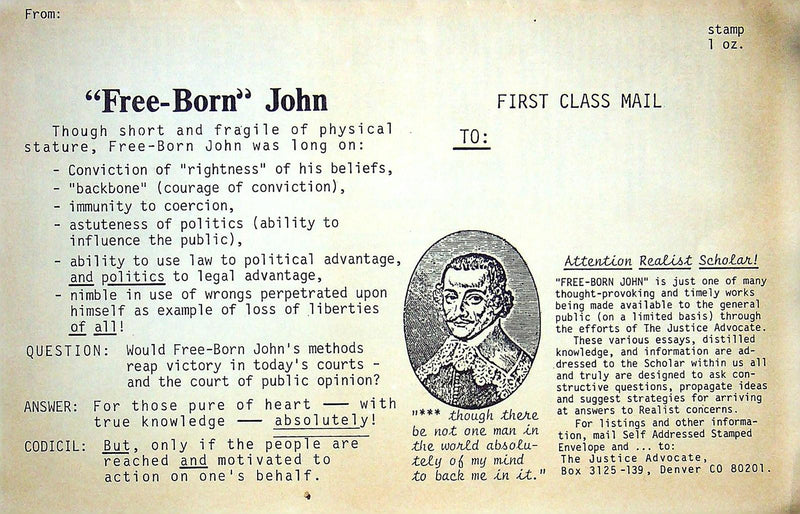 From:
stamp
1 oz.
"Free-Born" John
Though short and fragile of physical
stature, Free-Born John was long on:
- Conviction of "rightness" of his beliefs,
- "backbone" (courage of conviction),
- immunity to coercion,
- astuteness of politics (ability to
influence the public),
- ability to use law to political advantage,
and politics to legal advantage,
- nimble in use of wrongs perpetrated upon
himself as example of loss of liberties
of all!
QUESTION: Would Free-Born John's methods
reap victory in today's courts -
and the court of public opinion?
ANSWER: For those pure of heart — with
true knowledge — absolutely!
CODICIL: But, only if the people are
reached and motivated to
action on one's behalf.
FIRST CLASS MAIL
TO:
"*** though there
be not one man in
the world absolu-
tely of my mind
to back me in it."
Attention Realist Scholar!
"FREE-BORN JOHN" is just one of many
thought-provoking and timely works
being made available to the general
public (on a limited basis) through
the efforts of The Justice Advocate.
These various essays, distilled
knowledge, and information are ad-
dressed to the Scholar within us all
and truly are designed to ask con-
structive questions, propagate ideas
and suggest strategies for arriving
at answers to Realist concerns.
For listings and other informa-
tion, mail Self Addressed Stamped
Envelope and ... to:
The Justice Advocate,
Box 3125-139, Denver CO 80201.